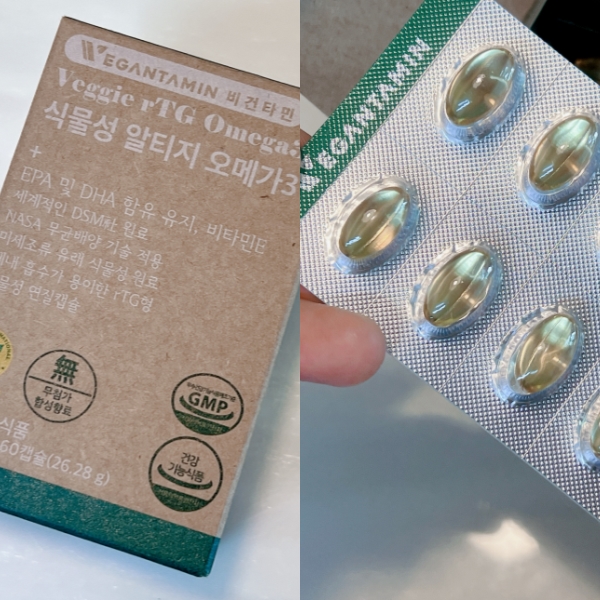 VEGANTAMIN 비건타민
Veggie rTG Omega3
식물성 알티지 오메가3
+
EPA 및 DHA 함유 유지, 비타민E
세계적인 DSM社 원료
NASA 무균배양 기술 적용
미세조류 유래 식물성 원료
체내 흡수가 용이한 rTG형
식물성 연질캡슐
無
무첨가
합성향료
GMP
건강
기능식품
식품
60캡슐(26.28 g)
VEGANTAMIN